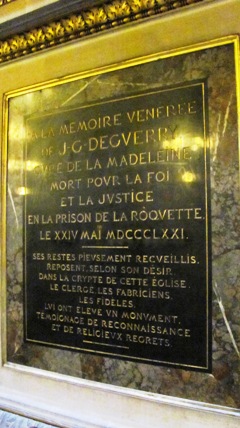 A LA MEMOIRE VENEREE
DE J-G-DEGVERRY
CVRE DE LA MADELEINE
MORT POVR LA FOI
ET LA JVSTICE
EN LA PRISON DE LA ROQVETTE.
LE XXIV MAI MDCCCLXXI.
SES RESTES PIEVSEMENT RECVEILLIS,
REPOSENT, SELON SON DESIR,
DANS LA CRYPTE DE CETTE EGLISE
LE CLERGE, LES FABRICIENS,
LES FIDELES,
LVI ONT ELEVE VN MONVMENT,
TEMOIGNAGE DE RECONNAISSANCE
ET DE RELIGIEVX REGRETS.